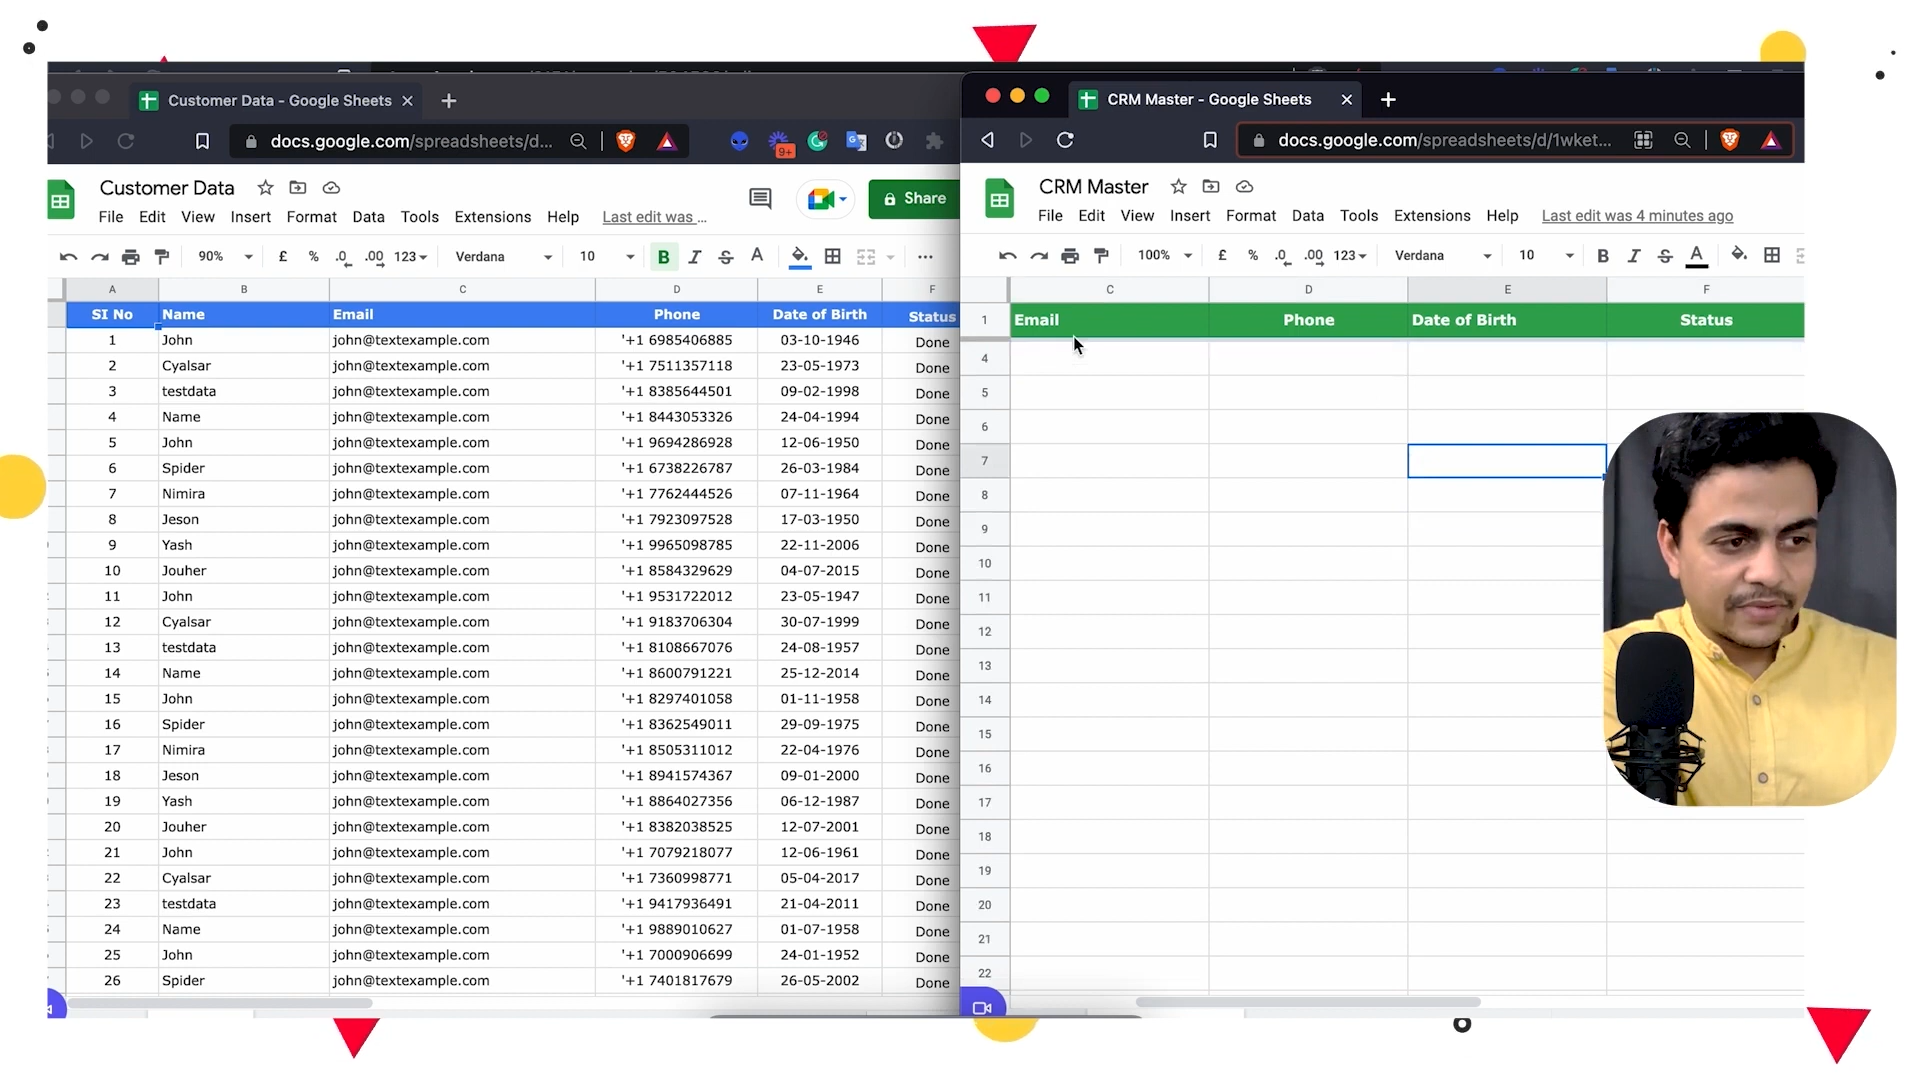 Customer Data - Google Sheets
docs.google.com/spreadsheets/d...
9+
Customer Data
Share
File Edit View Insert Format Data Tools Extensions Help Last edit was ...
90% £ % .0 .00 123 Verdana 10 B I S A ...
A B C D E F
SI No Name Email Phone Date of Birth Status
1 John john@textexample.com '+1 6985406885 03-10-1946 Done
2 Cyalsar john@textexample.com '+1 7511357118 23-05-1973 Done
3 testdata john@textexample.com '+1 8385644501 09-02-1998 Done
4 Name john@textexample.com '+1 8443053326 24-04-1994 Done
5 John john@textexample.com '+1 9694286928 12-06-1950 Done
6 Spider john@textexample.com '+1 6738226787 26-03-1984 Done
7 Nimira john@textexample.com '+1 7762444526 07-11-1964 Done
8 Jeson john@textexample.com '+1 7923097528 17-03-1950 Done
9 Yash john@textexample.com '+1 9965098785 22-11-2006 Done
10 Jouher john@textexample.com '+1 8584329629 04-07-2015 Done
11 John john@textexample.com '+1 9531722012 23-05-1947 Done
12 Cyalsar john@textexample.com '+1 9183706304 30-07-1999 Done
13 testdata john@textexample.com '+1 8108667076 24-08-1957 Done
14 Name john@textexample.com '+1 8600791221 25-12-2014 Done
15 John john@textexample.com '+1 8297401058 01-11-1958 Done
16 Spider john@textexample.com '+1 8362549011 29-09-1975 Done
17 Nimira john@textexample.com '+1 8505311012 22-04-1976 Done
18 Jeson john@textexample.com '+1 8941574367 09-01-2000 Done
19 Yash john@textexample.com '+1 8864027356 06-12-1987 Done
20 Jouher john@textexample.com '+1 8382038525 12-07-2001 Done
21 John john@textexample.com '+1 7079218077 12-06-1961 Done
22 Cyalsar john@textexample.com '+1 7360998771 05-04-2017 Done
23 testdata john@textexample.com '+1 9417936491 21-04-2011 Done
24 Name john@textexample.com '+1 9889010627 01-07-1958 Done
25 John john@textexample.com '+1 7000906699 24-01-1952 Done
26 Spider john@textexample.com '+1 7401817679 26-05-2002 Done
CRM Master - Google Sheets
docs.google.com/spreadsheets/d/1wket...
CRM Master
File Edit View Insert Format Data Tools Extensions Help Last edit was 4 minutes ago
100% £ % .0 .00 123 Verdana 10 B I S A
C D E F
1 Email Phone Date of Birth Status
4
5
6
7
8
9
10
11
12
13
14
15
16
17
18
19
20
21
22